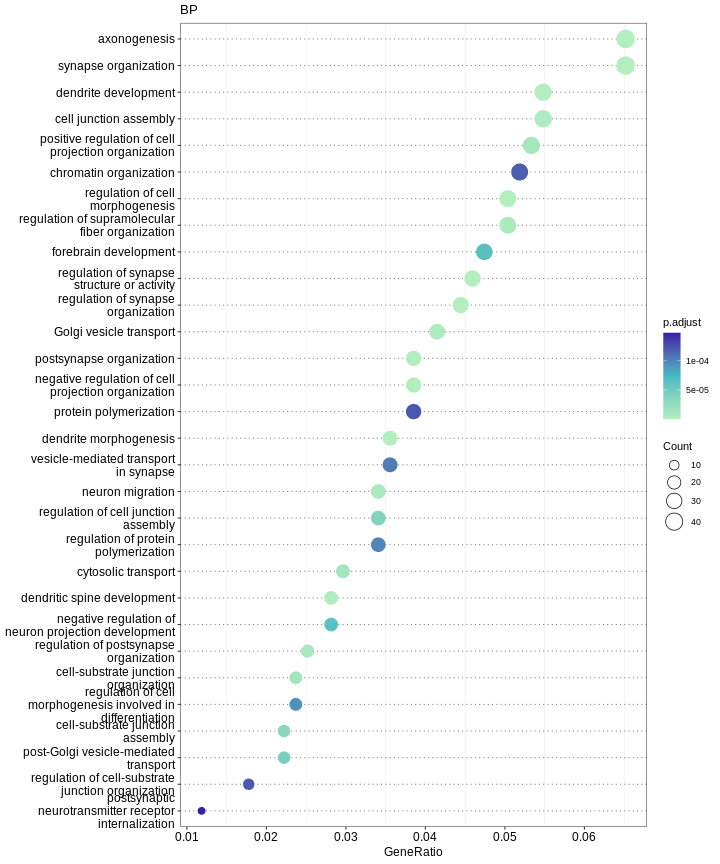 BP
axonogenesis
synapse organization
dendrite development
cell junction assembly
positive regulation of cell
projection organization
chromatin organization
regulation of cell
morphogenesis
regulation of supramolecular
fiber organization
forebrain development
regulation of synapse
structure or activity
regulation of synapse
organization
Golgi vesicle transport
postsynapse organization
negative regulation of cell
projection organization
protein polymerization
dendrite morphogenesis
vesicle-mediated transport
in synapse
neuron migration
regulation of cell junction
assembly
regulation of protein
polymerization
cytosolic transport
dendritic spine development
negative regulation of
neuron projection development
regulation of postsynapse
organization
cell-substrate junction
organization
regulation of cell
morphogenesis involved in
differentiation
cell-substrate junction
assembly
post-Golgi vesicle-mediated
transport
regulation of cell-substrate
junction organization
postsynaptic
neurotransmitter receptor
internalization
0.01 0.02 0.03 0.04 0.05 0.06
GeneRatio
p.adjust
1e-04
5e-05
Count
10
20
30
40